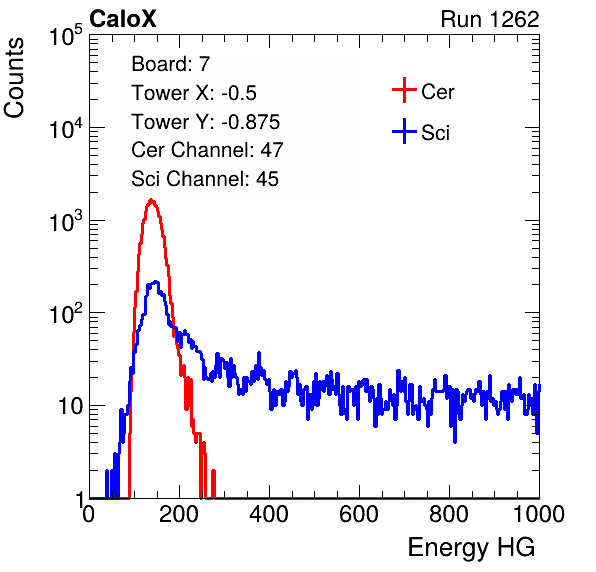 CaloX Run 1262
Counts
Board: 7
Tower X: -0.5
Tower Y: -0.875
Cer Channel: 47
Sci Channel: 45
Cer
Sci
10^5
10^4
10^3
10^2
10
1
0 200 400 600 800 1000
Energy HG